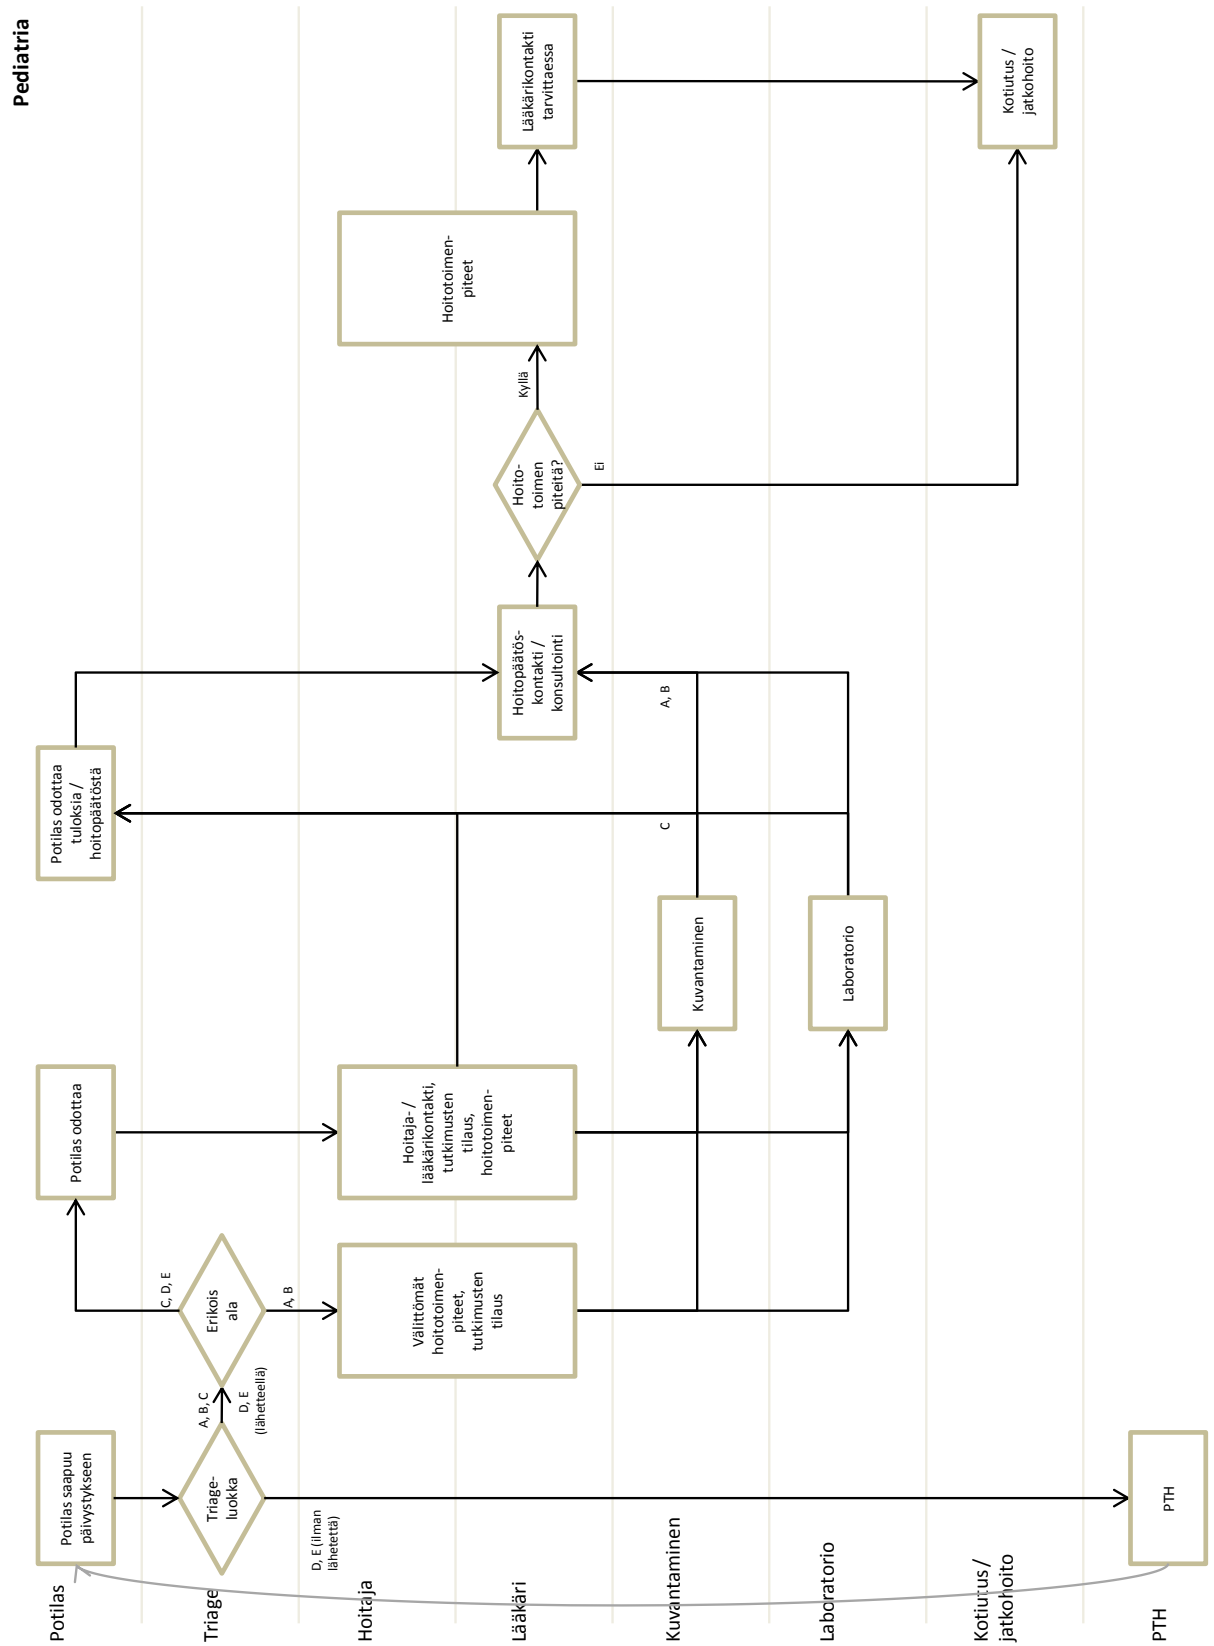 Pediatria
Potilas
Potilas saapuu
päivystykseen
Potilas odottaa
Potilas odottaa
tuloksia /
hoitopäätöstä
Triage
Triage-
luokka
A, B, C
D, E
(lähetteellä)
Erikois
ala
C, D, E
A, B
D, E (ilman
lähetettä)
Hoitaja
Lääkäri
Välittömät
hoitotoimen-
piteet,
tutkimusten
tilaus
Hoitaja- /
lääkärikontakti,
tutkimusten
tilaus,
hoitotoimen-
piteet
Hoitopäätös-
kontakti /
konsultointi
Hoito-
toimen
piteitä?
Kyllä
Ei
Hoitotoimen-
piteet
Lääkärikontakti
tarvittaessa
Kuvantaminen
Kuvantaminen
C
A, B
Laboratorio
Laboratorio
Kotiutus /
jatkohoito
Kotiutus /
jatkohoito
PTH
PTH